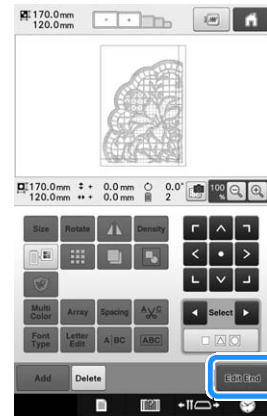 170.0mm
120.0mm
170.0mm + 0.0mm 0.0° 100
120.0mm + 0.0mm 2 %
Size Rotate Density
Multi Color Array Spacing
Font Type Letter Edit A BC ABC
Select
Add Delete Edit End